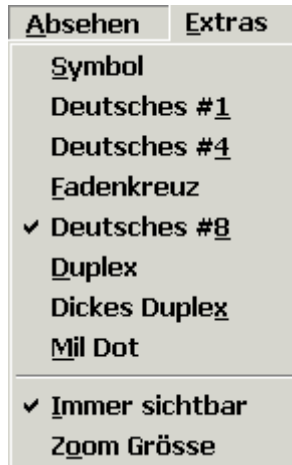 Absehen Extras
Symbol
Deutsches #1
Deutsches #4
Fadenkreuz
Deutsches #8
Duplex
Dickes Duplex
Mil Dot
Immer sichtbar
Zoom Grösse